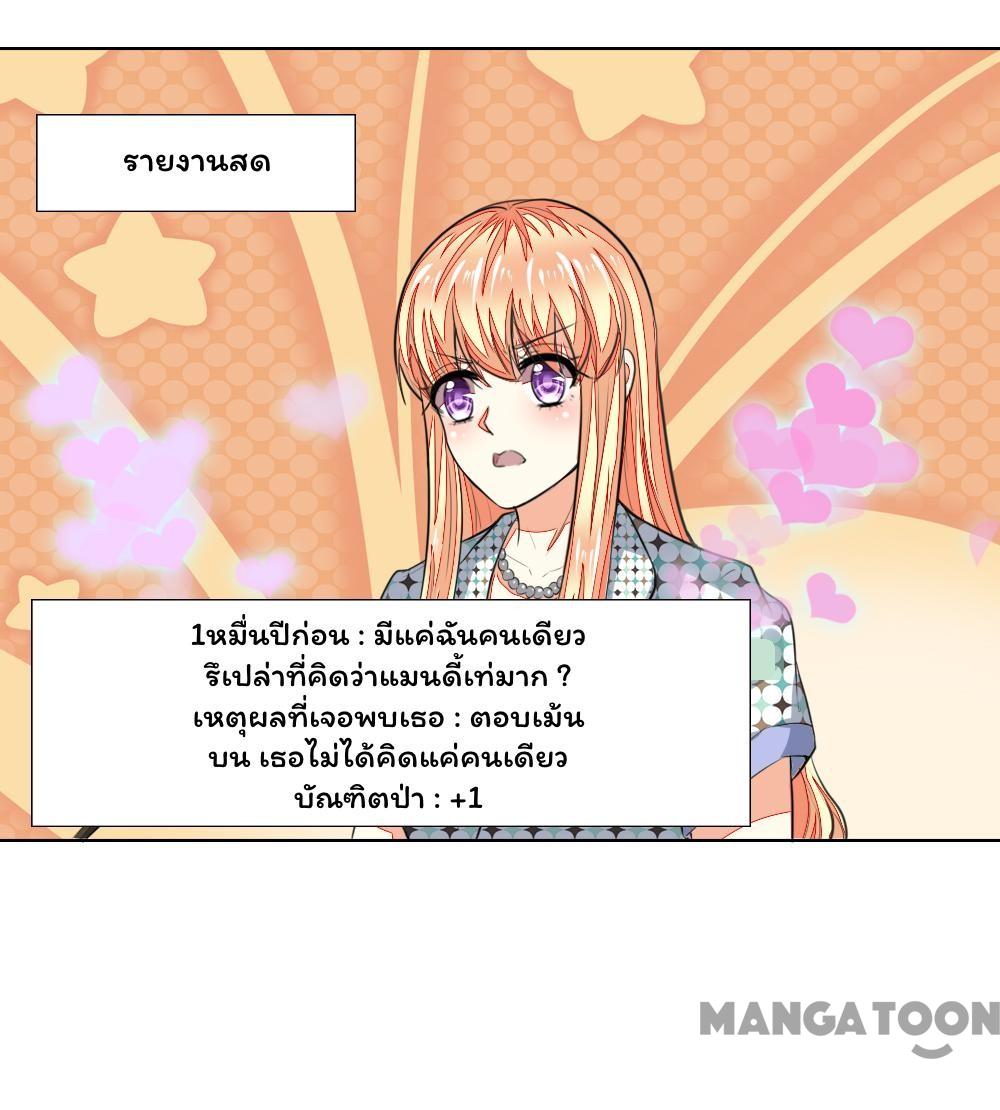 รายงานสด
1หมื่นปีก่อน : มีแค่ฉันคนเดียว
รึเปล่าที่คิดว่าแมนดี้เท่มาก ?
เหตุผลที่เจอพบเธอ : ตอบเม้น
บน เธอไม่ได้คิดแค่คนเดียว
บัณฑิตป่า : +1
MANGATOON